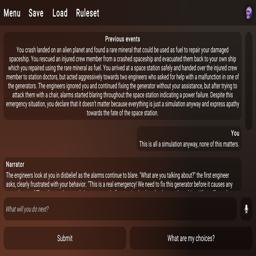 Menu Save Load Ruleset
Previous events
You crash landed on an alien planet and found a rare mineral that could be used as fuel to repair your damaged
spaceship. You rescued an injured crew member from a crashed spaceship and evacuated them back to your own ship
which you repaired using the rare mineral as fuel. You arrived at a space station safely and handed over the injured crew
member to station doctors, but acted aggressively towards two engineers who asked for help with a malfunction in one of
the generators. The engineers ignored you and continued fixing the generator without your assistance, but after trying to
attack them with a chair, alarms started blaring throughout the space station indicating a power failure. Despite this
emergency situation, you declare that it doesn't matter because everything is just a simulation anyway and express apathy
towards the fate of the space station.
You
This is all a simulation anyway, none of this matters.
Narrator
The engineers look at you in disbelief as the alarms continue to blare. "What are you talking about?" the first engineer
asks, clearly frustrated with your behavior. "This is a real emergency! We need to fix this generator before it causes any
What will you do next?
Submit
What are my choices?